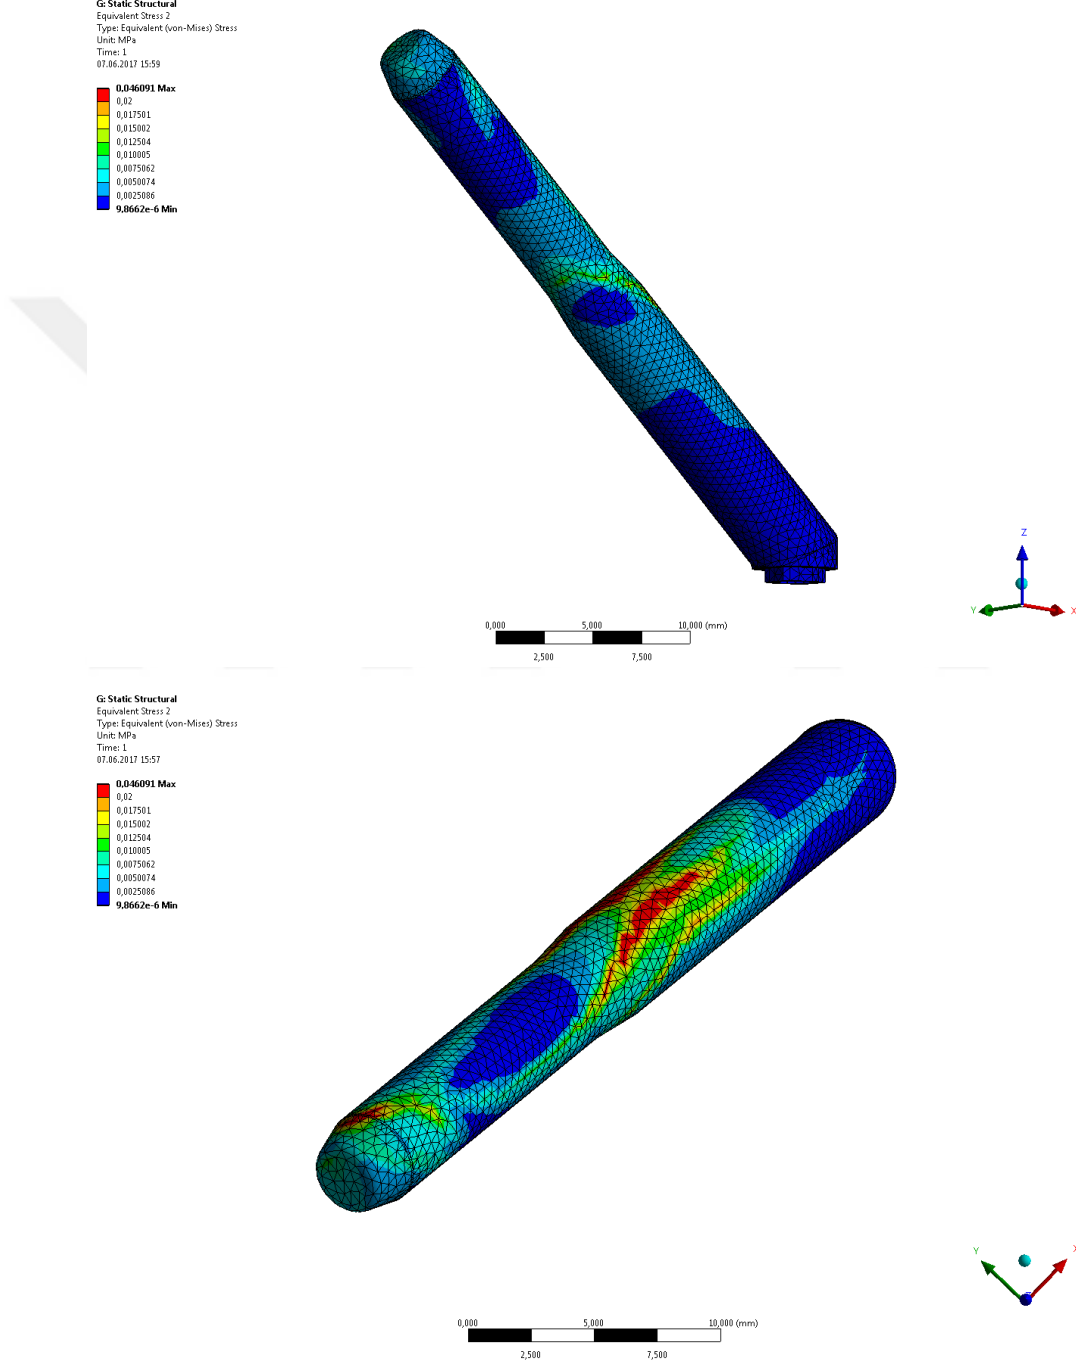 G: Static Structural
Equivalent Stress 2
Type: Equivalent (von-Mises) Stress
Unit: MPa
Time: 1
07.06.2017 15:59
0,046091 Max
0,02
0,017501
0,015002
0,012504
0,010005
0,0075062
0,0050074
0,0025086
9,8662e-6 Min
Z
Y
X
0,000 5,000 10,000 (mm)
2,500 7,500
G: Static Structural
Equivalent Stress 2
Type: Equivalent (von-Mises) Stress
Unit: MPa
Time: 1
07.06.2017 15:57
0,046091 Max
0,02
0,017501
0,015002
0,012504
0,010005
0,0075062
0,0050074
0,0025086
9,8662e-6 Min
Y
X
Z
0,000 5,000 10,000 (mm)
2,500 7,500